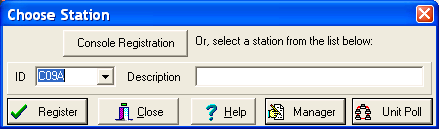 Choose Station
Console Registration Or, select a station from the list below:
ID C09A Description
Register Close Help Manager Unit Poll